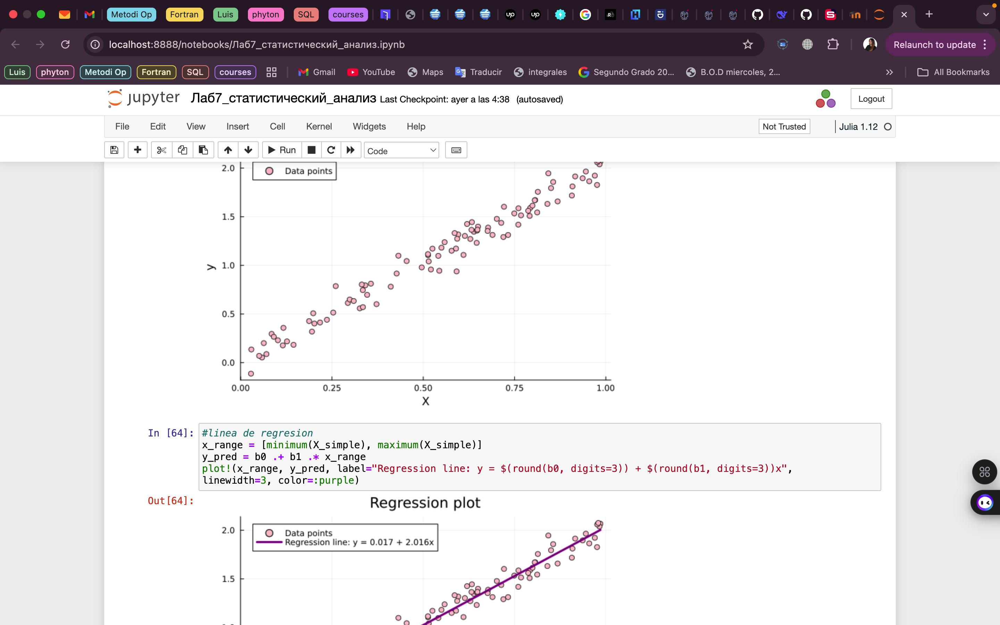 Metodi Op Fortran Luis phyton SQL courses
localhost:8888/notebooks/Лаб7_статистический_анализ.ipynb Relaunch to update
Luis phyton Metodi Op Fortran SQL courses Gmail YouTube Maps Traducir integrales Segundo Grado 20... B.O.D miercoles, 2... All Bookmarks
jupyter Лаб7_статистический_анализ Last Checkpoint: ayer a las 4:38 (autosaved) Logout
File Edit View Insert Cell Kernel Widgets Help Not Trusted Julia 1.12
Run Code
2.0 Data points
1.5
y 1.0
0.5
0.0
0.00 0.25 0.50 0.75 1.00
X
In [64]: #linea de regresion
x_range = [minimum(X_simple), maximum(X_simple)]
y_pred = b0 .+ b1 .* x_range
plot!(x_range, y_pred, label="Regression line: y = $(round(b0, digits=3)) + $(round(b1, digits=3))x",
linewidth=3, color=:purple)
Out[64]: Regression plot
2.0 Data points
Regression line: y = 0.017 + 2.016x
1.5